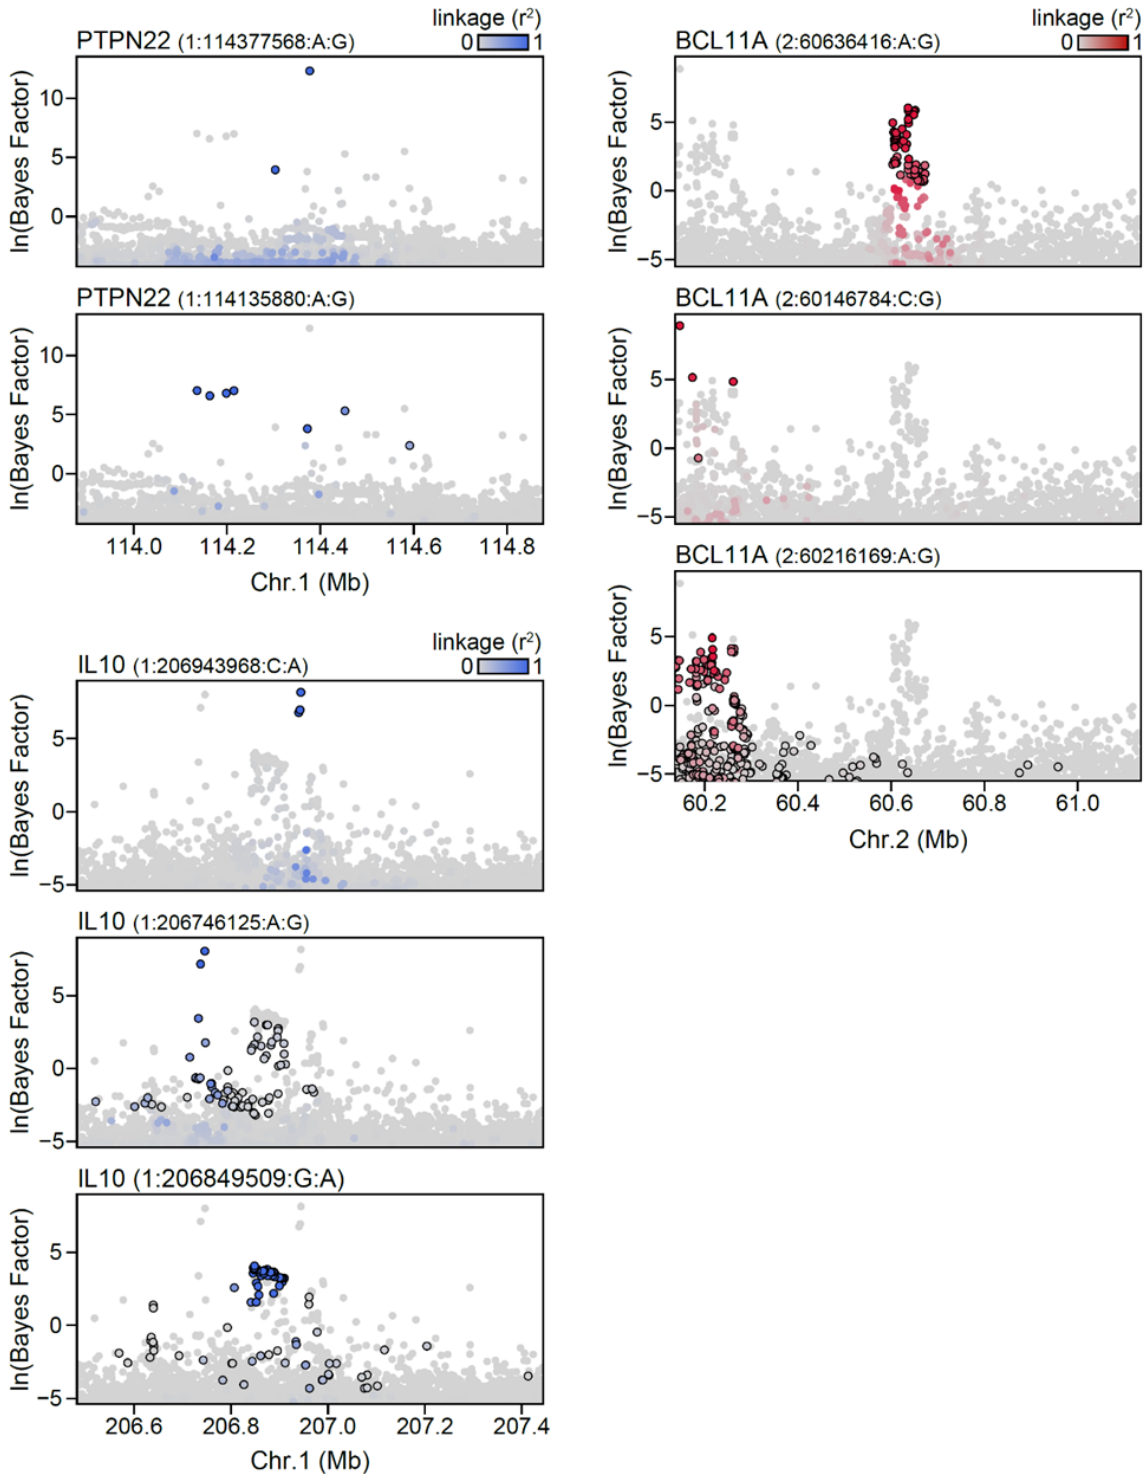 linkage (r²)
PTPN22 (1:114377568:A:G) 0 1
ln(Bayes Factor)
10
5
0
PTPN22 (1:114135880:A:G)
ln(Bayes Factor)
10
5
0
114.0 114.2 114.4 114.6 114.8
Chr.1 (Mb)
linkage (r²)
IL10 (1:206943968:C:A) 0 1
ln(Bayes Factor)
5
0
−5
IL10 (1:206746125:A:G)
ln(Bayes Factor)
5
0
−5
IL10 (1:206849509:G:A)
ln(Bayes Factor)
5
0
−5
206.6 206.8 207.0 207.2 207.4
Chr.1 (Mb)
linkage (r²)
BCL11A (2:60636416:A:G) 0 1
ln(Bayes Factor)
5
0
−5
BCL11A (2:60146784:C:G)
ln(Bayes Factor)
5
0
−5
BCL11A (2:60216169:A:G)
ln(Bayes Factor)
5
0
−5
60.2 60.4 60.6 60.8 61.0
Chr.2 (Mb)